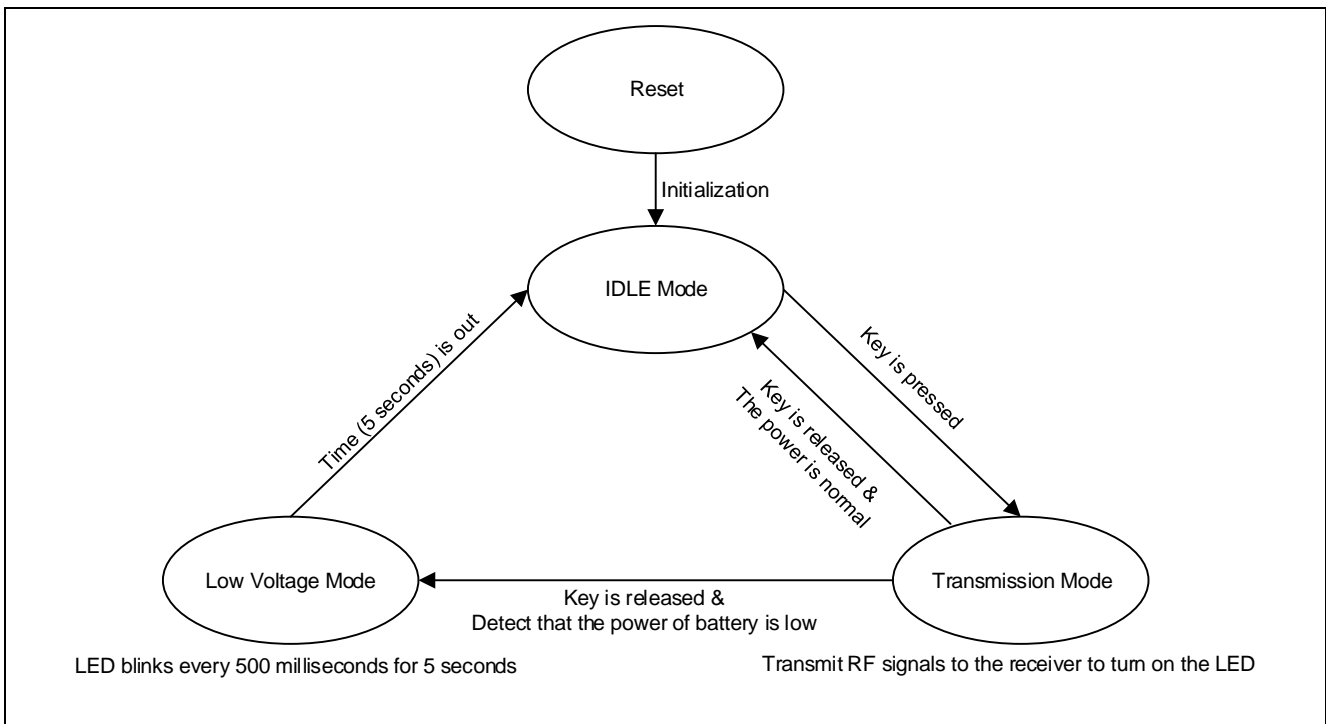 Reset
Initialization
IDLE Mode
Key is pressed
Key is released &
The power is normal
Time (5 seconds) is out
Low Voltage Mode
Transmission Mode
Key is released &
Detect that the power of battery is low
LED blinks every 500 milliseconds for 5 seconds
Transmit RF signals to the receiver to turn on the LED